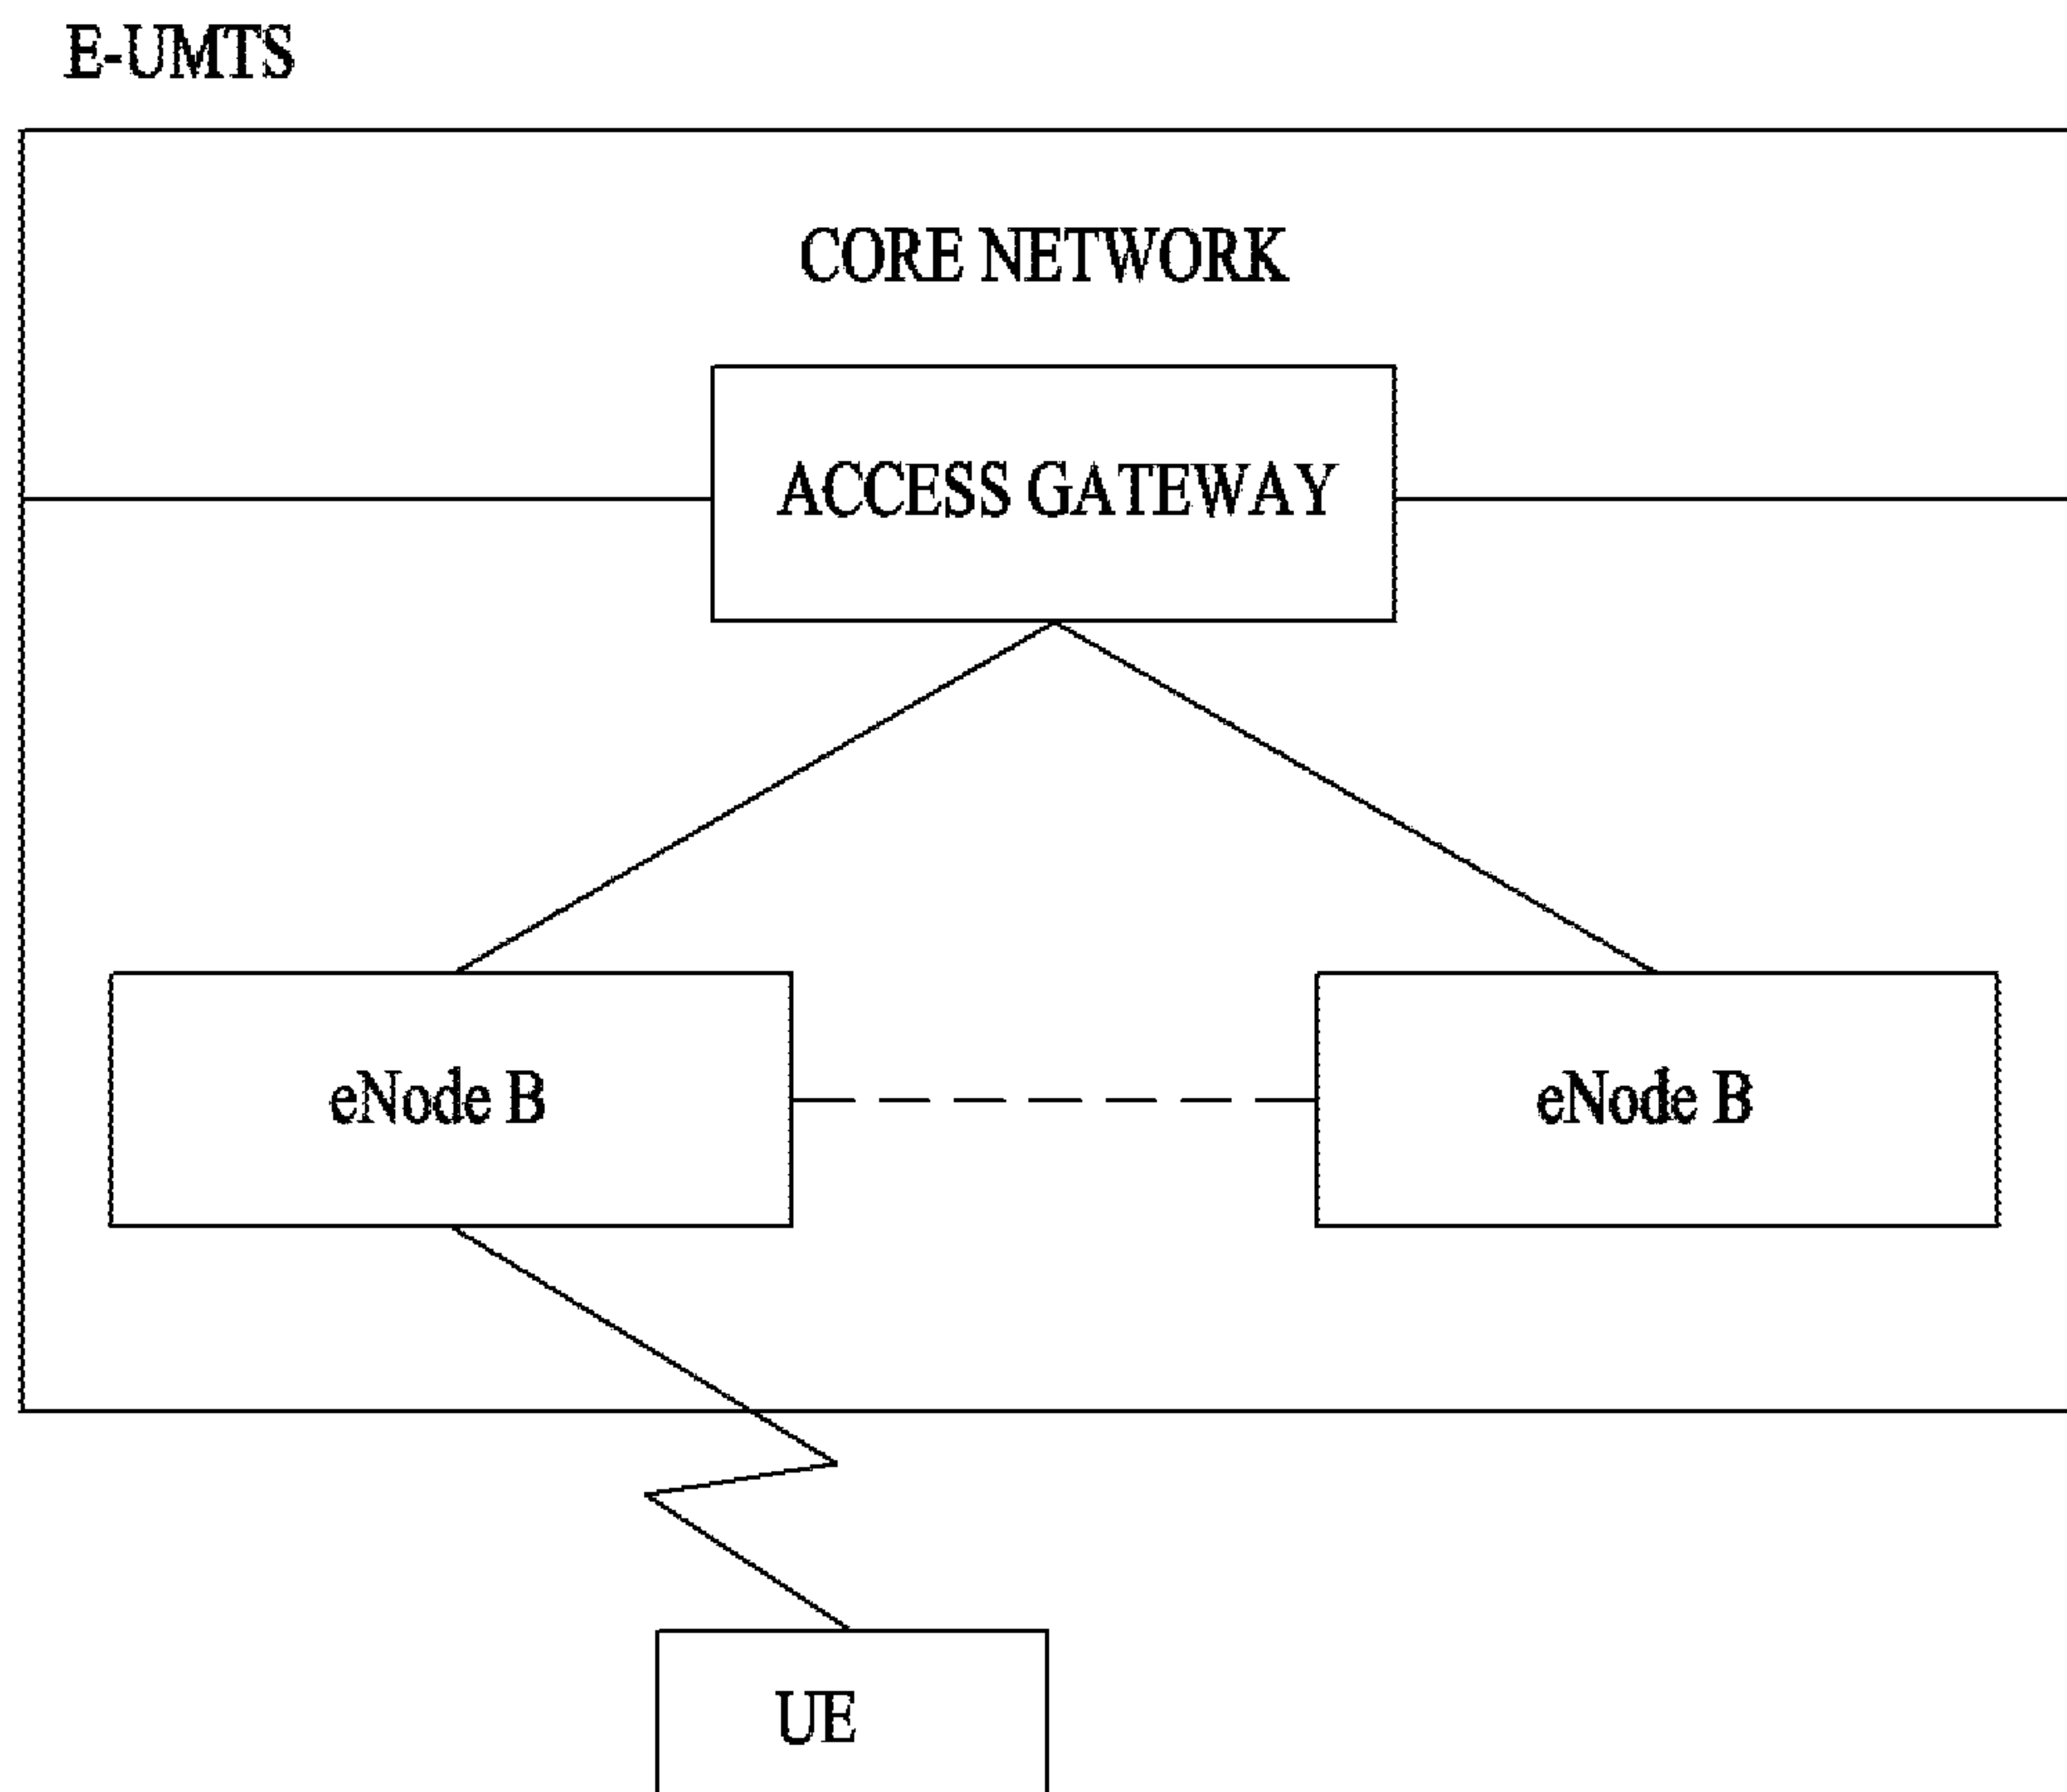 E-UMTS
CORE NETWORK
ACCESS GATEWAY
eNode B
eNode B
UE